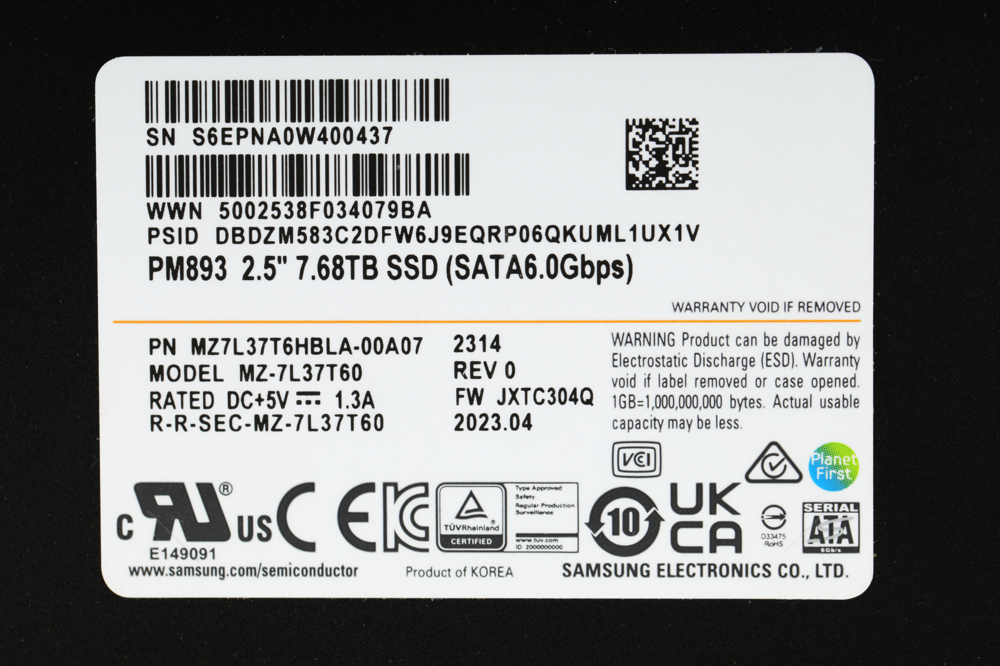 SN S6EPNA0W400437
WWN 5002538F034079BA
PSID DBDZM583C2DFW6J9EQRP06QKUML1UX1V
PM893 2.5" 7.68TB SSD (SATA6.0Gbps)
WARRANTY VOID IF REMOVED
PN MZ7L37T6HBLA-00A07
MODEL MZ-7L37T60
RATED DC+5V ⎓ 1.3A
R-R-SEC-MZ-7L37T60
2314
REV 0
FW JXTC304Q
2023.04
WARNING Product can be damaged by
Electrostatic Discharge (ESD). Warranty
void if label removed or case opened.
1GB=1,000,000,000 bytes. Actual usable
capacity may be less.
VCCI
Planet
First
C RU ® US
E149091
CE
KC
TÜVRheinland ®
CERTIFIED
Type Approved
Safety
Regular Production
Surveillance
www.tuv.com
ID 2000000000
10
UK
CA
D33475
RoHS
SERIAL
ATA
6Gb/s
www.samsung.com/semiconductor
Product of KOREA
SAMSUNG ELECTRONICS CO., LTD.